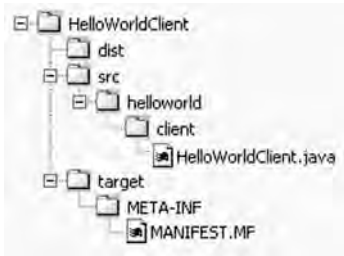 HelloWorldClient
dist
src
helloworld
client
HelloWorldClient.java
target
META-INF
MANIFEST.MF